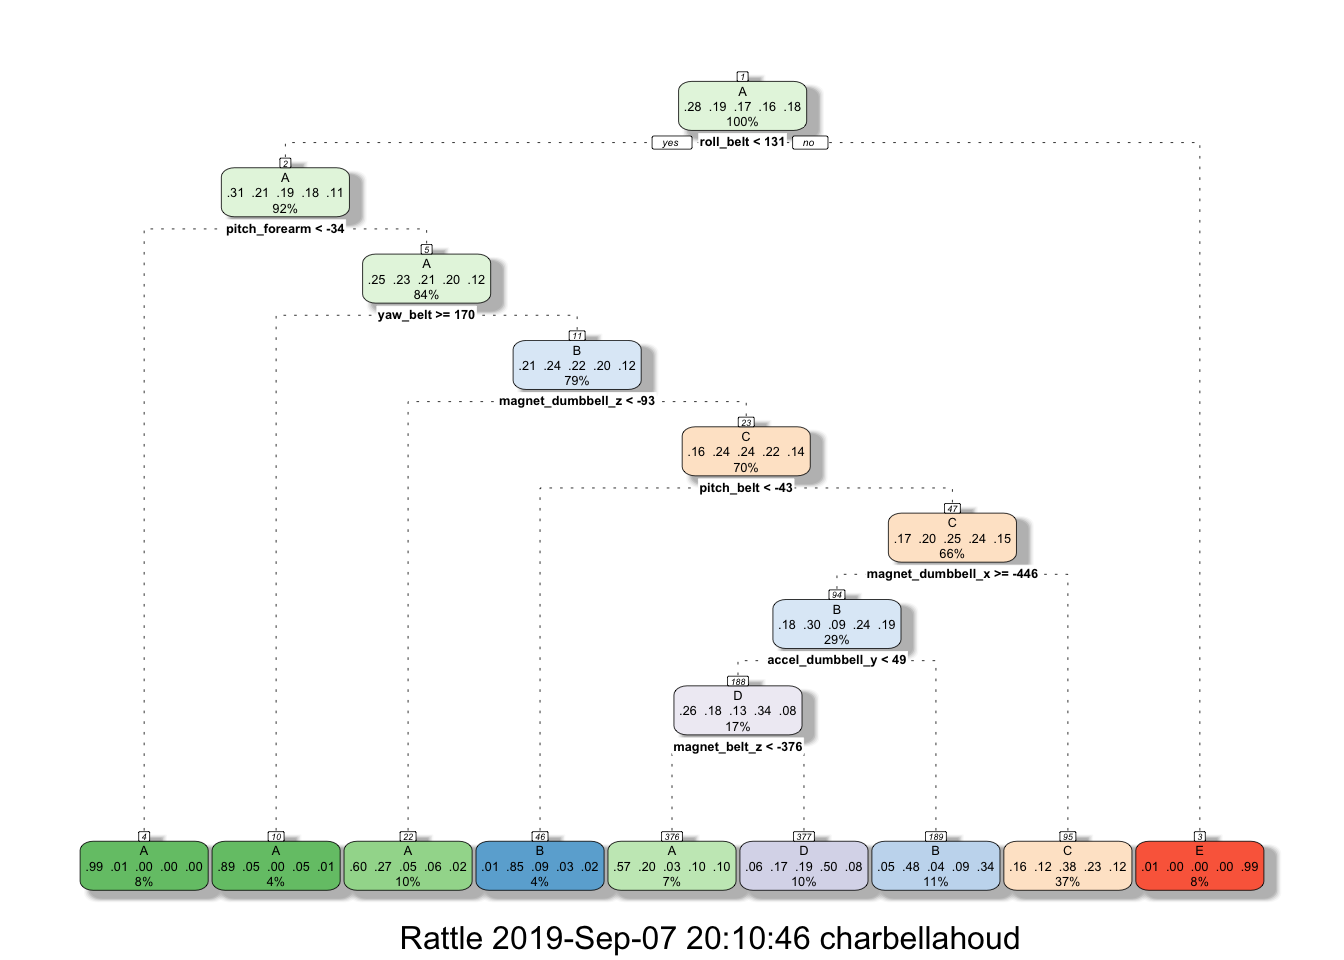 1
A
.28 .19 .17 .16 .18
100%
yes roll_belt < 131 no
2
A
.31 .21 .19 .18 .11
92%
pitch_forearm < -34
5
A
.25 .23 .21 .20 .12
84%
yaw_belt >= 170
11
B
.21 .24 .22 .20 .12
79%
magnet_dumbbell_z < -93
23
C
.16 .24 .24 .22 .14
70%
pitch_belt < -43
47
C
.17 .20 .25 .24 .15
66%
magnet_dumbbell_x >= -446
94
B
.18 .30 .09 .24 .19
29%
accel_dumbbell_y < 49
188
D
.26 .18 .13 .34 .08
17%
magnet_belt_z < -376
4
A
.99 .01 .00 .00 .00
8%
10
A
.89 .05 .00 .05 .01
4%
22
A
.60 .27 .05 .06 .02
10%
46
B
.01 .85 .09 .03 .02
4%
376
A
.57 .20 .03 .10 .10
7%
377
D
.06 .17 .19 .50 .08
10%
189
B
.05 .48 .04 .09 .34
11%
95
C
.16 .12 .38 .23 .12
37%
3
E
.01 .00 .00 .00 .99
8%
Rattle 2019-Sep-07 20:10:46 charbellahoud